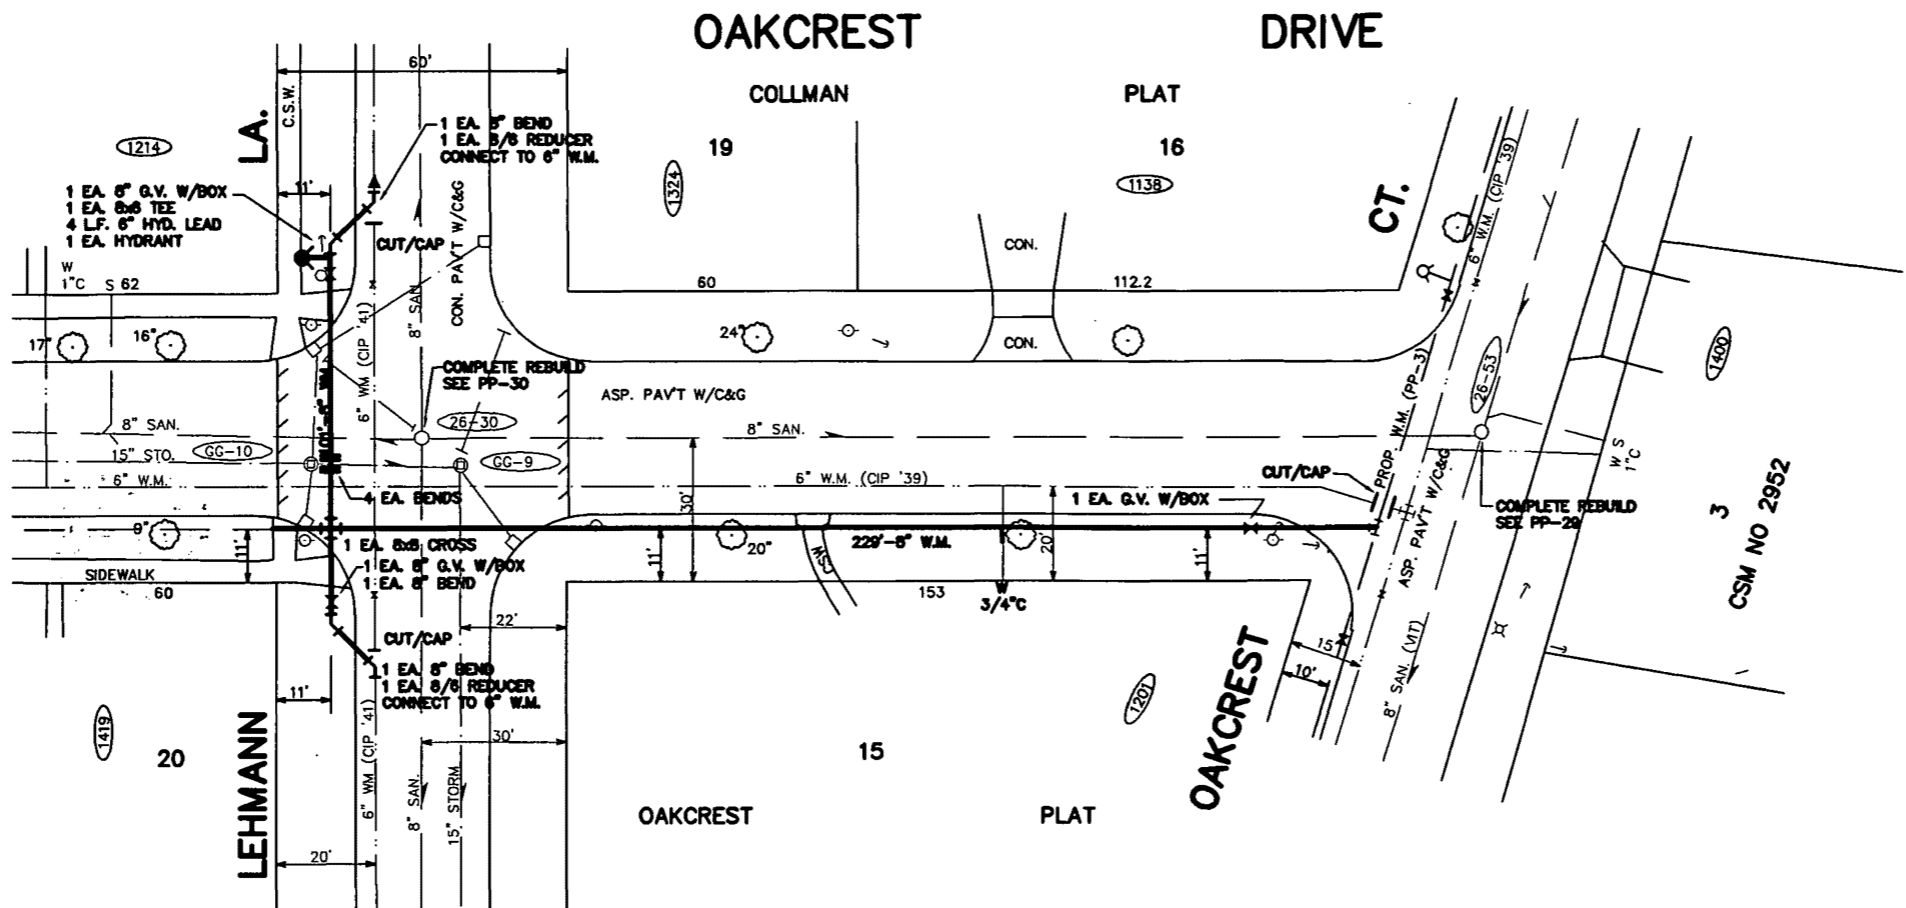 OAKCREST DRIVE
COLLMAN PLAT
60'
C.S.W.
LA.
1214
1 EA. 8" BEND
1 EA. 8/6 REDUCER
CONNECT TO 6" W.M.
19
16
1324
1138
CT.
6" W.M. (CIP '39)
11'
1 EA. 8" G.V. W/BOX
1 EA. 8x6 TEE
4 L.F. 6" HYD. LEAD
1 EA. HYDRANT
CUT/CAP
CON. PAV'T W/C&G
CON.
W
1"C
S 62
60
112.2
8" SAN.
6" WM (CIP '41)
17"
16"
24"
CON.
COMPLETE REBUILD
SEE PP-30
ASP. PAV'T W/C&G
PROP. W.M. (PP-3)
26-53
1400
8" SAN.
26-30
8" SAN.
15" STO.
GG-10
GG-9
6" W.M.
6" W.M. (CIP '39)
CUT/CAP
W S
1"C
4 EA. BENDS
30'
1 EA. G.V. W/BOX
COMPLETE REBUILD
SEE PP-29
3
CSM NO 2952
9"
11'
1 EA. 8x8 CROSS
20"
CSW
229'-8" W.M.
20'
11'
11'
ASP. PAV'T W/C&G
1 EA. 8" G.V. W/BOX
1 EA. 8" BEND
SIDEWALK
60
153
W
3/4"C
22'
CUT/CAP
15'
10'
8" SAN. (VIT)
1 EA. 8" BEND
1 EA. 8/6 REDUCER
CONNECT TO 6" W.M.
11'
1419
20
LEHMANN
6" WM (CIP '41)
30'
8" SAN.
15" STORM
15
1201
OAKCREST
OAKCREST PLAT
20'